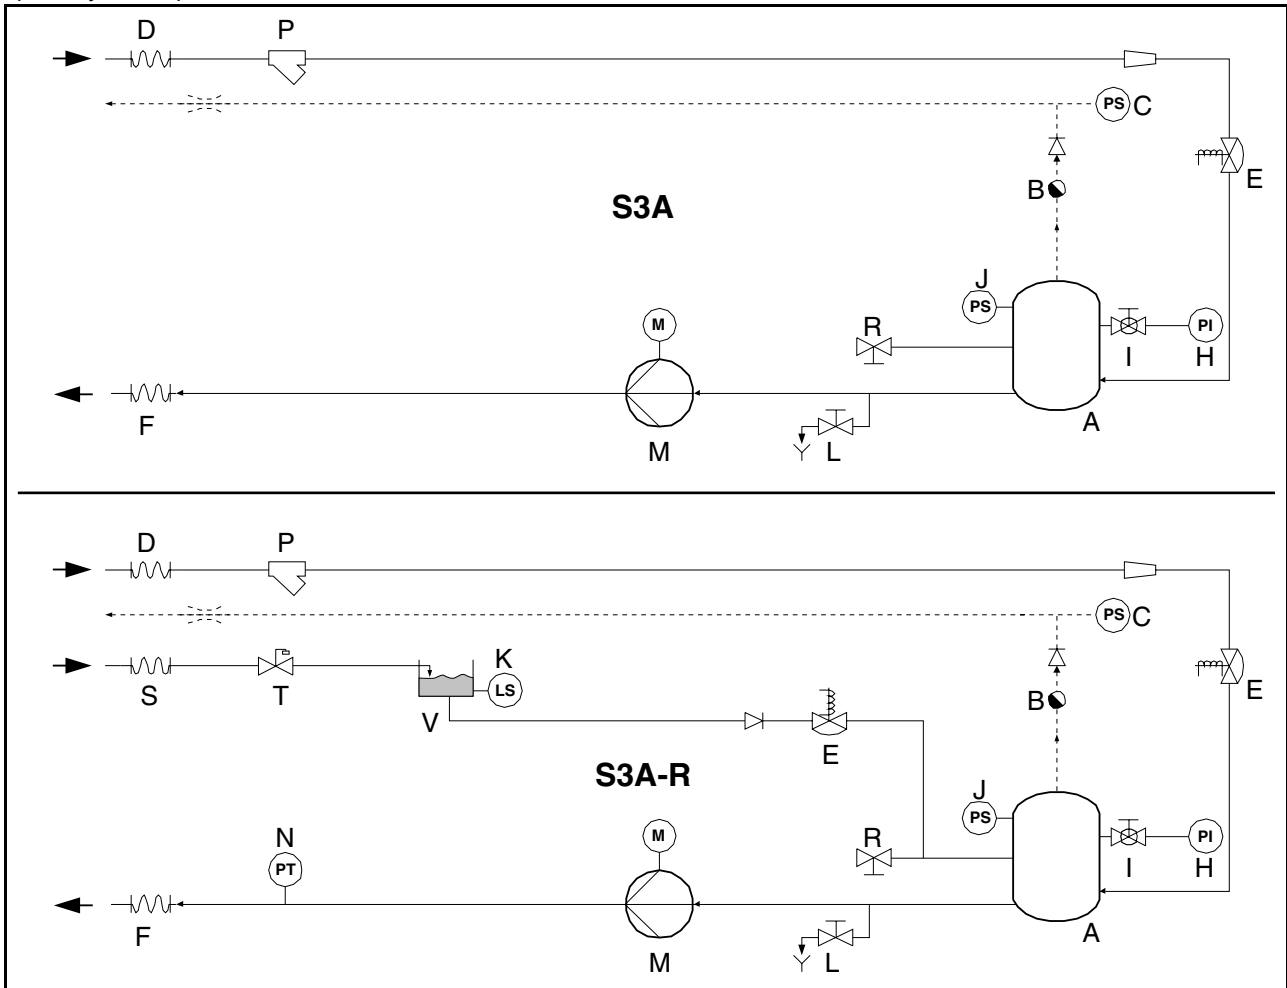 D P
PS C
B E
S3A
J
PS
M R PI
I H
F M L A
D P
PS C
K
LS
S T V B E
E
S3A-R
J
PS
N M R PI
PT I H
F M L A